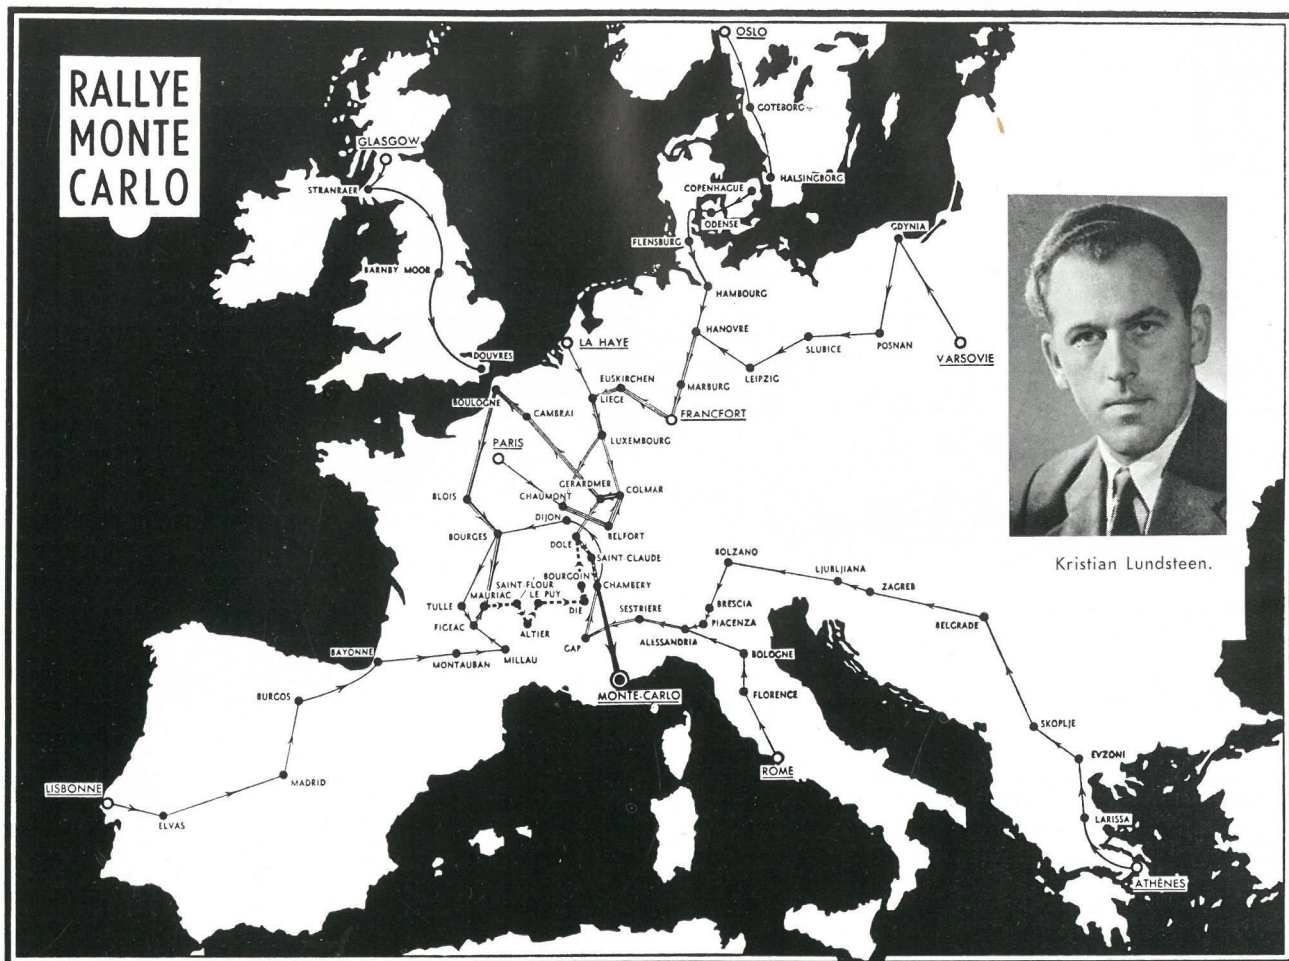 RALLYE
MONTE
CARLO
OSLO
GOTEBORG
HALSINGBORG
GLASGOW
STRANRAER
BARNBY MOOR
DOUVRES
COPENHAGUE
ODENSE
FLENSBURG
HAMBOURG
HANOVRE
GDYNIA
POSNAN
SLUBICE
LEIPZIG
VARSOVIE
LA HAYE
EUSKIRCHEN
LIEGE
MARBURG
FRANCFORT
BOULOGNE
CAMBRAI
LUXEMBOURG
PARIS
GERARDMER
COLMAR
CHAUMONT
BLOIS
DIJON
BELFORT
BOURGES
DOLE
SAINT-CLAUDE
BOURGOIN
CHAMBERY
SAINT-FLOUR
MAURIAC
LE PUY
DIE
TULLE
FIGEAC
ALTIER
SESTRIERE
GAP
ALESSANDRIA
BOLZANO
BRESCIA
PIACENZA
LJUBLJIANA
ZAGREB
BELGRADE
BAYONNE
MONTAUBAN
MILLAU
BOLOGNE
MONTE-CARLO
FLORENCE
BURGOS
SKOPLJE
EVZONI
ROME
MADRID
LISBONNE
ELVAS
LARISSA
ATHÈNES
Kristian Lundsteen.